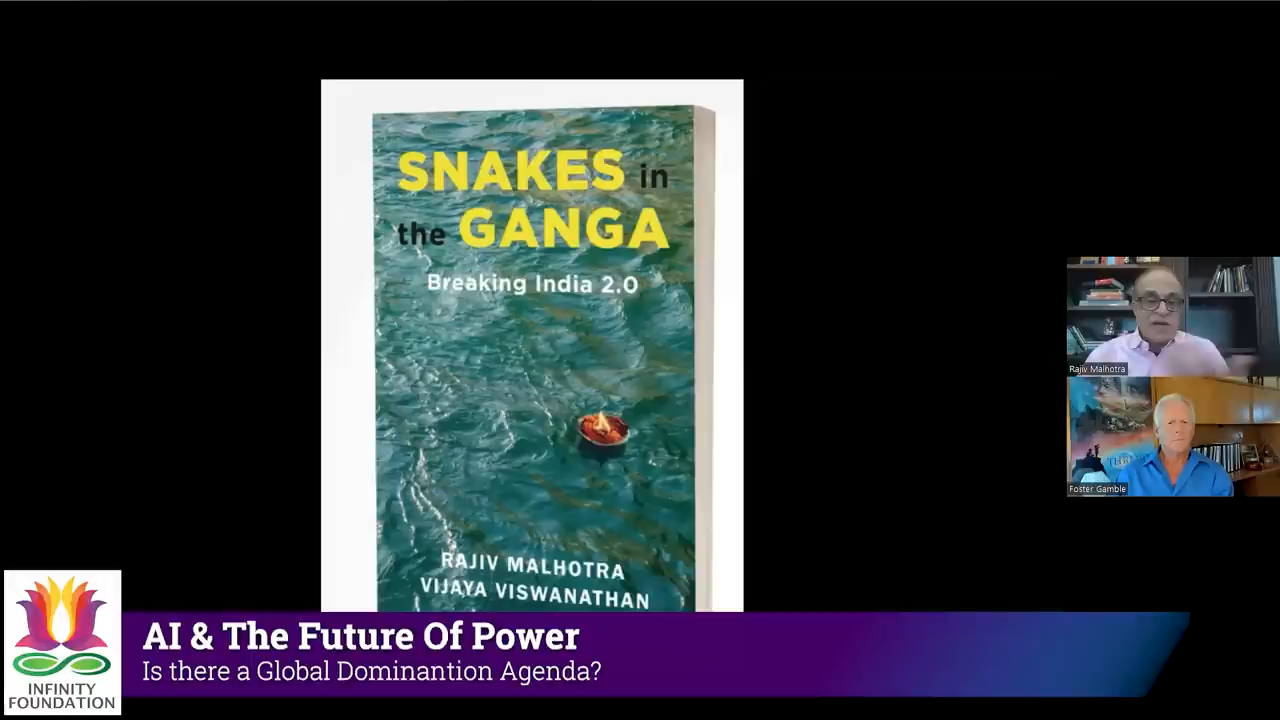 SNAKES in
the GANGA
Breaking India 2.0
RAJIV MALHOTRA
VIJAYA VISWANATHAN
Rajiv Malhotra
Foster Gamble
AI & The Future Of Power
Is there a Global Dominantion Agenda?
INFINITY
FOUNDATION